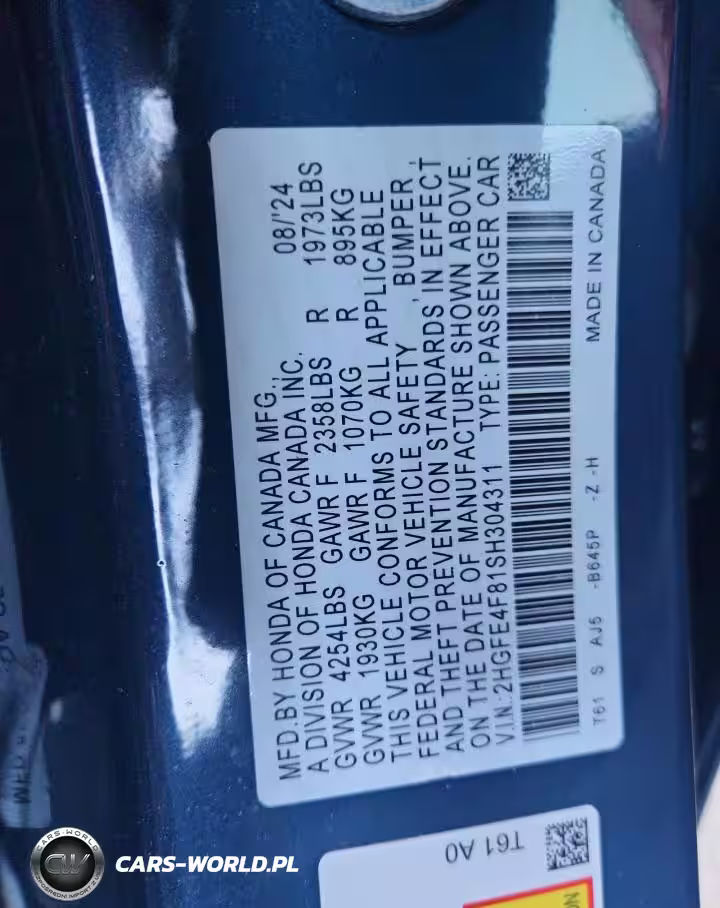 MFD.BY HONDA OF CANADA MFG., 08/'24
A DIVISION OF HONDA CANADA INC.
GVWR 4254LBS GAWR F 2358LBS R 1973LBS
GVWR 1930KG GAWR F 1070KG R 895KG
THIS VEHICLE CONFORMS TO ALL APPLICABLE
FEDERAL MOTOR VEHICLE SAFETY , BUMPER ,
AND THEFT PREVENTION STANDARDS IN EFFECT
ON THE DATE OF MANUFACTURE SHOWN ABOVE.
V.I.N.:2HGFE4F81SH304311 TYPE: PASSENGER CAR
T61 S AJ5 -B645P -Z -H MADE IN CANADA
T61 A0
CARS-WORLD
CW
CARS-WORLD.PL